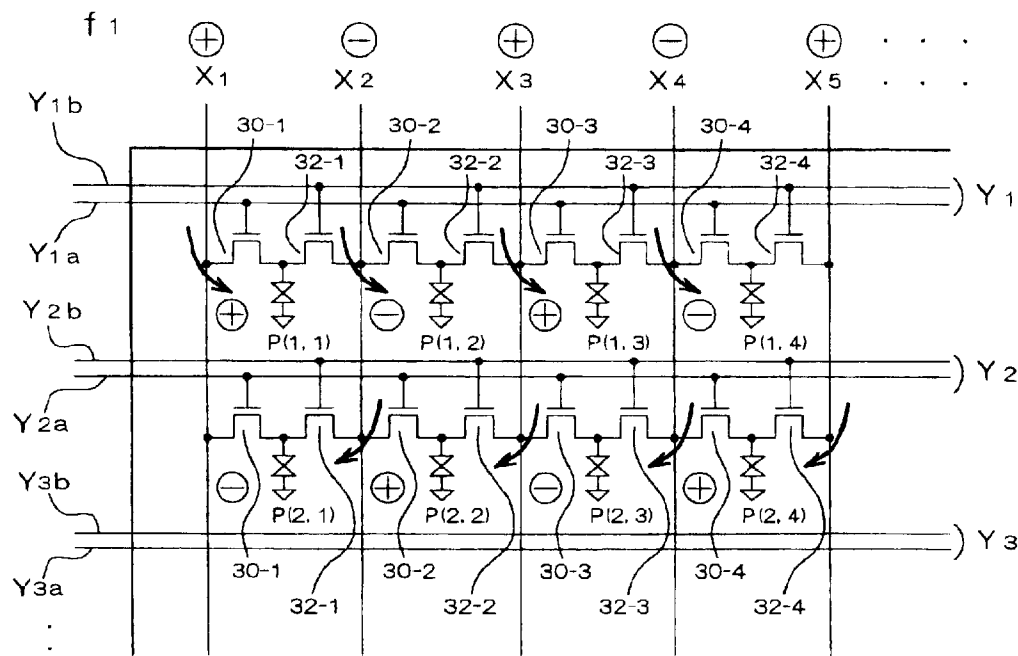 f 1
⊕ ⊖ ⊕ ⊖ ⊕ . . .
X1 X2 X3 X4 X5 . . . .
Y1b
30-1 30-2 30-3 30-4
32-1 32-2 32-3 32-4
Y1
Y1a
⊕ ⊖ ⊕ ⊖
Y2b
P(1, 1) P(1, 2) P(1, 3) P(1, 4)
Y2
Y2a
Y3b
⊖ ⊕ ⊖ ⊕
P(2, 1) P(2, 2) P(2, 3) P(2, 4)
Y3
Y3a
30-1 30-2 30-3 30-4
32-1 32-2 32-3 32-4